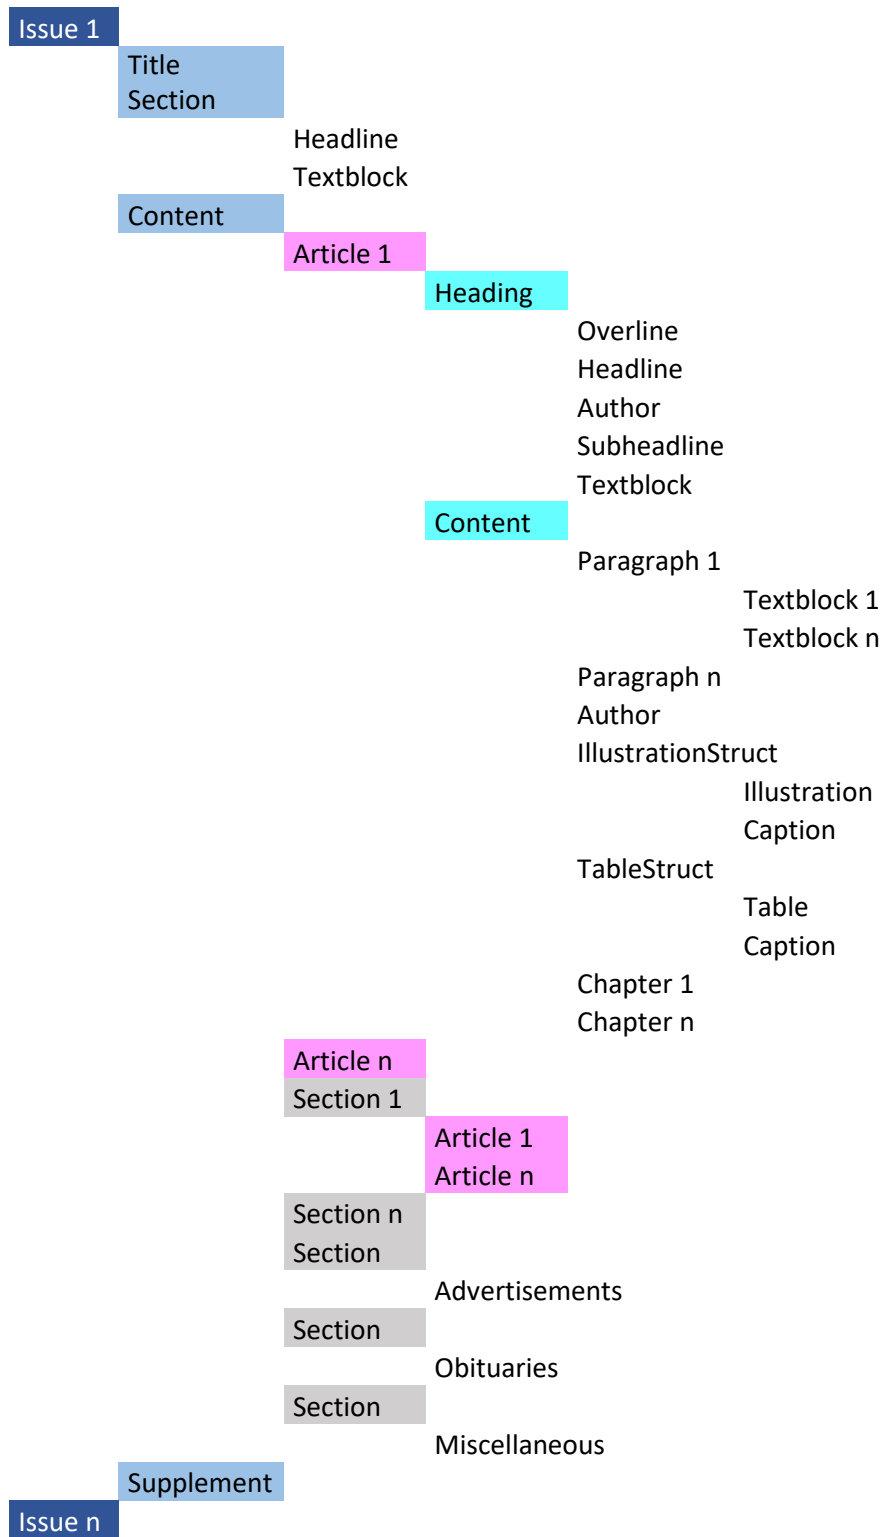 Issue 1
Title
Section
Headline
Textblock
Content
Article 1
Heading
Overline
Headline
Author
Subheadline
Textblock
Content
Paragraph 1
Textblock 1
Textblock n
Paragraph n
Author
IllustrationStruct
Illustration
Caption
TableStruct
Table
Caption
Chapter 1
Chapter n
Article n
Section 1
Article 1
Article n
Section n
Section
Advertisements
Section
Obituaries
Section
Miscellaneous
Supplement
Issue n